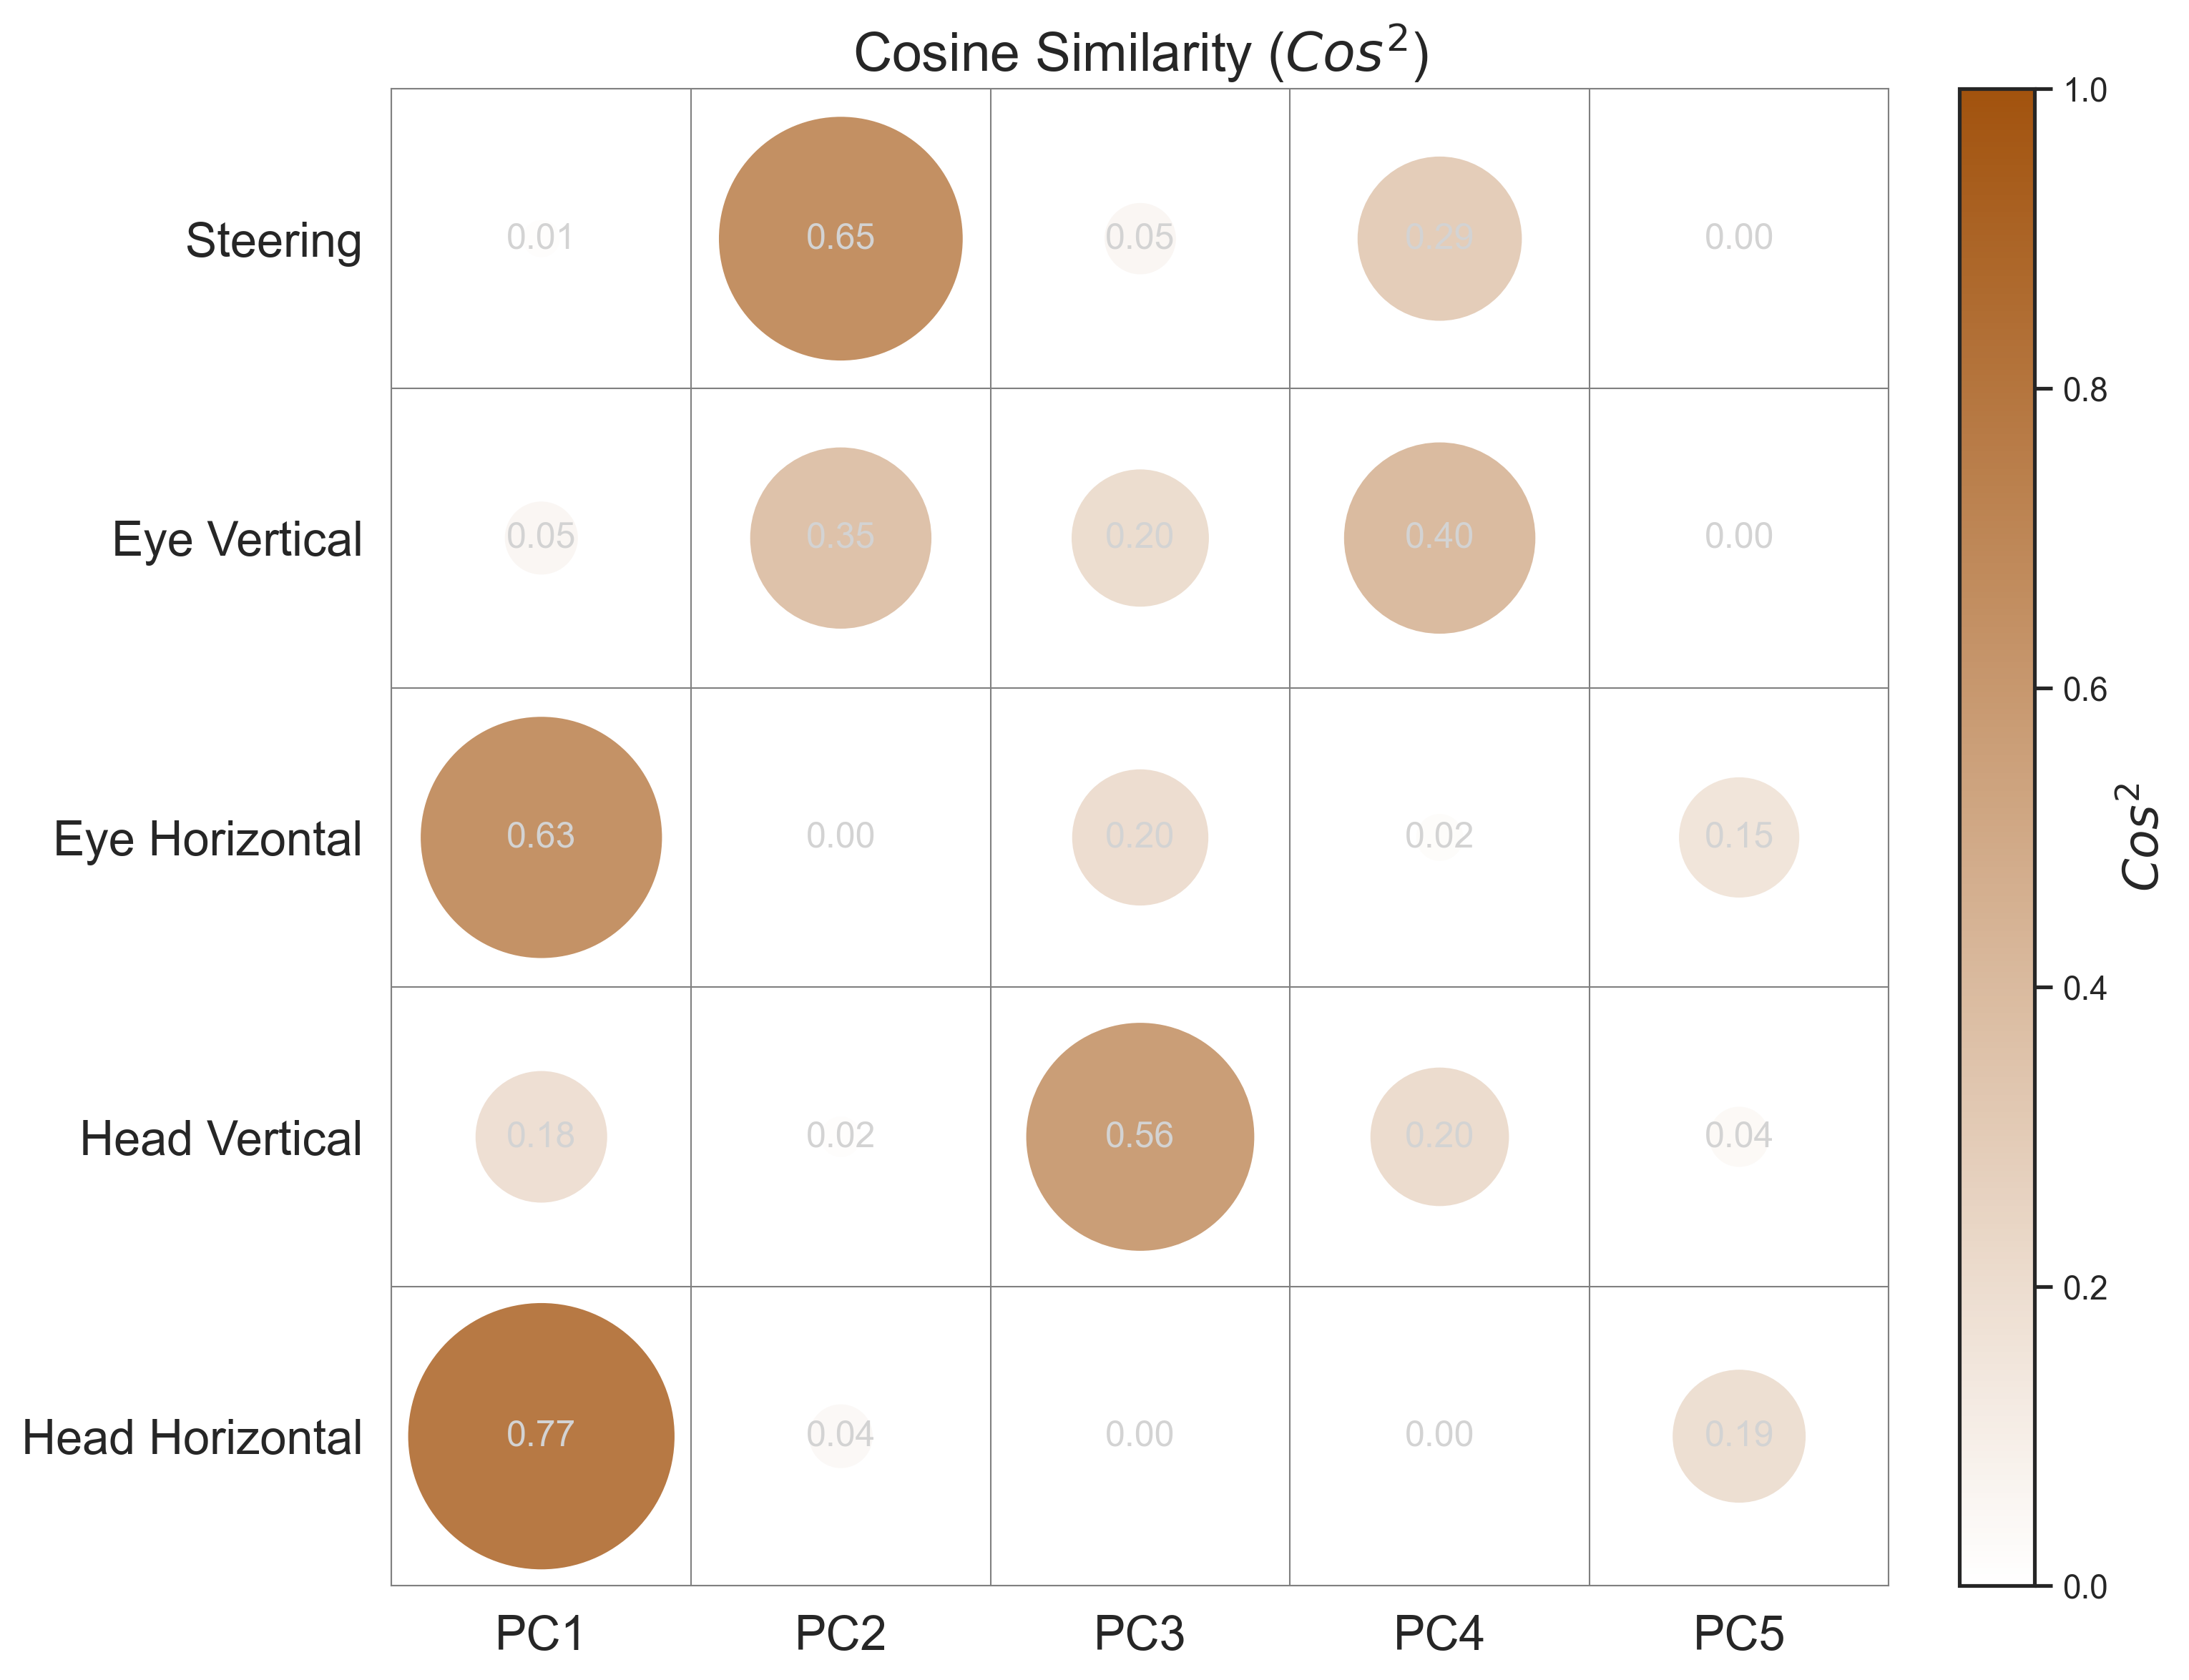 Cosine Similarity (Cos²)
1.0
0.8
0.6
0.4
0.2
0.0
Cos²
Steering 0.01 0.65 0.05 0.29 0.00
Eye Vertical 0.05 0.35 0.20 0.40 0.00
Eye Horizontal 0.63 0.00 0.20 0.02 0.15
Head Vertical 0.18 0.02 0.56 0.20 0.04
Head Horizontal 0.77 0.04 0.00 0.00 0.19
PC1 PC2 PC3 PC4 PC5